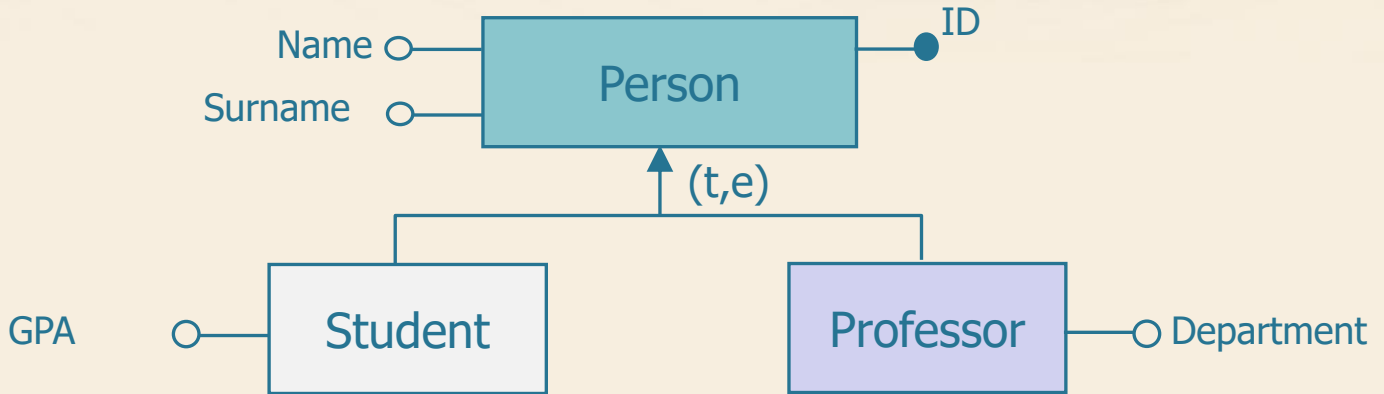 ID
Name
Person
Surname
(t,e)
Student
Professor
GPA
Department